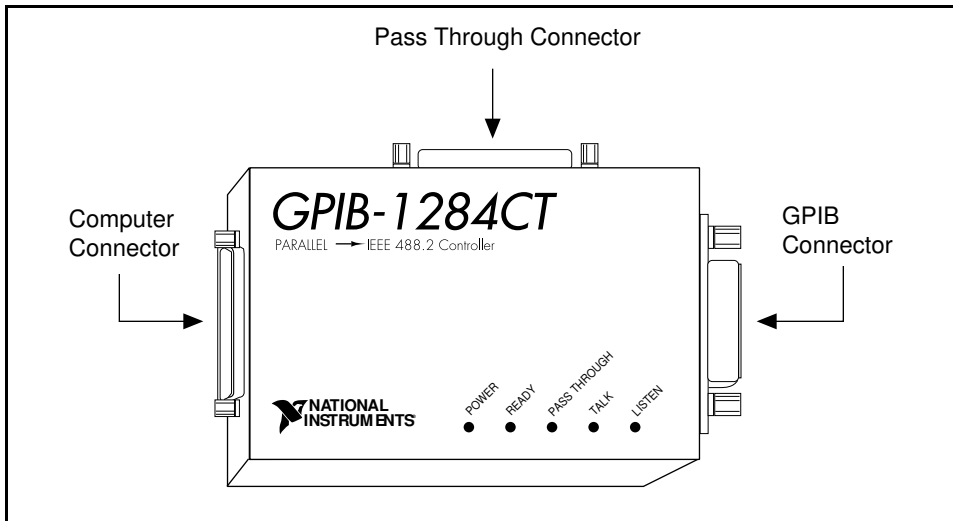 Pass Through Connector
Computer
Connector
GPIB
Connector
GPIB-1284CT
PARALLEL → IEEE 488.2 Controller
NATIONAL
INSTRUMENTS®
POWER
READY
PASS THROUGH
TALK
LISTEN